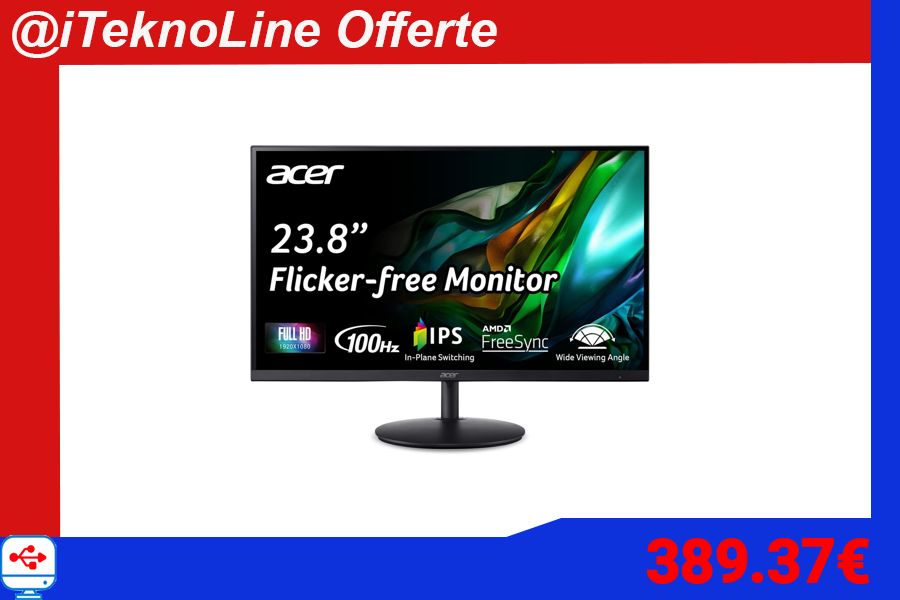 @iTeknoLine Offerte
acer
23.8”
Flicker-free Monitor
FULL HD
1920X1080
100Hz
IPS
In-Plane Switching
AMD
FreeSync
Wide Viewing Angle
acer
389.37€